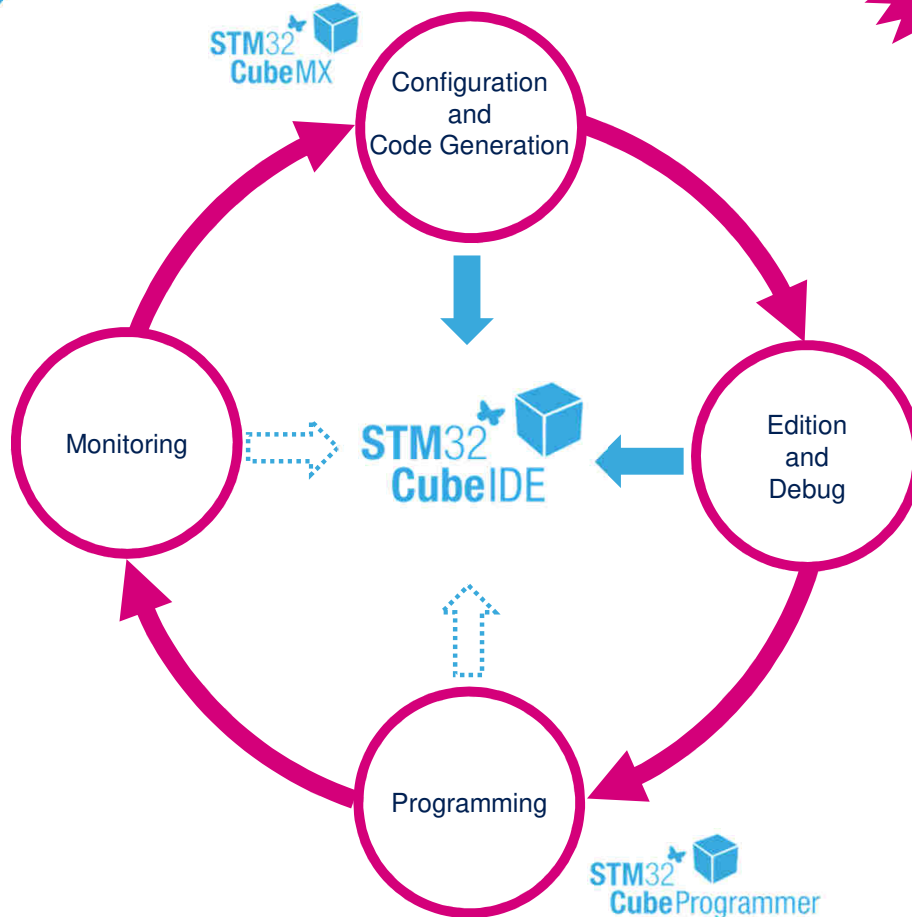 STM32
CubeMX
Configuration
and
Code Generation
Monitoring
STM32
CubeIDE
Edition
and
Debug
Programming
STM32
CubeProgrammer